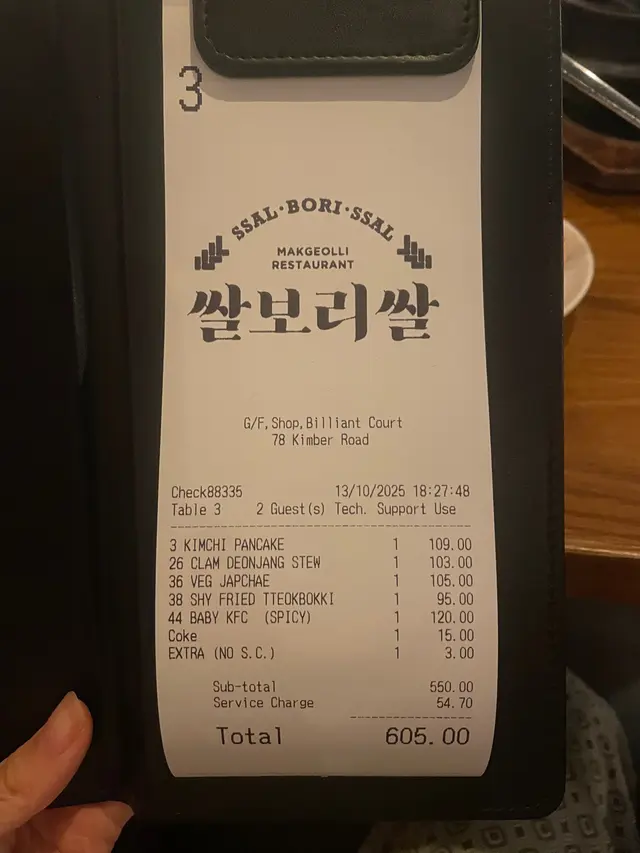 3
SSAL·BORI·SSAL
MAKGEOLLI
RESTAURANT
쌀보리쌀
G/F, Shop, Billiant Court
78 Kimber Road
Check88335 13/10/2025 18:27:48
Table 3 2 Guest(s) Tech. Support Use
3 KIMCHI PANCAKE 1 109.00
26 CLAM DEONJANG STEW 1 103.00
36 VEG JAPCHAE 1 105.00
38 SHY FRIED TTEOKBOKKI 1 95.00
44 BABY KFC (SPICY) 1 120.00
Coke 1 15.00
EXTRA (NO S.C.) 1 3.00
Sub-total 550.00
Service Charge 54.70
Total 605.00